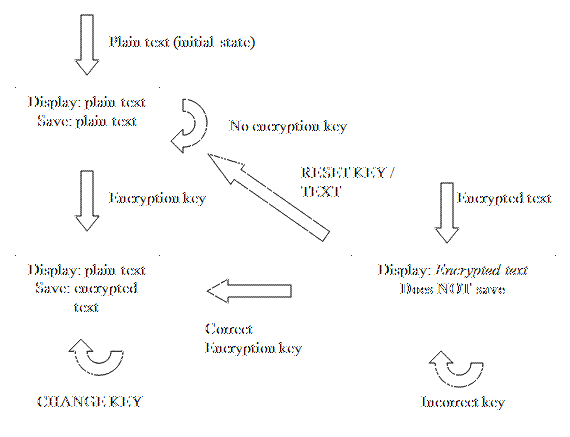 Plain text (initial state)
Display: plain text
Save: plain text
No encryption key
RESET KEY /
TEXT
Encryption key
Encrypted text
Display: plain text
Save: encrypted
text
Display: Encrypted text
Does NOT save
Correct
Encryption key
CHANGE KEY
Incorrect key